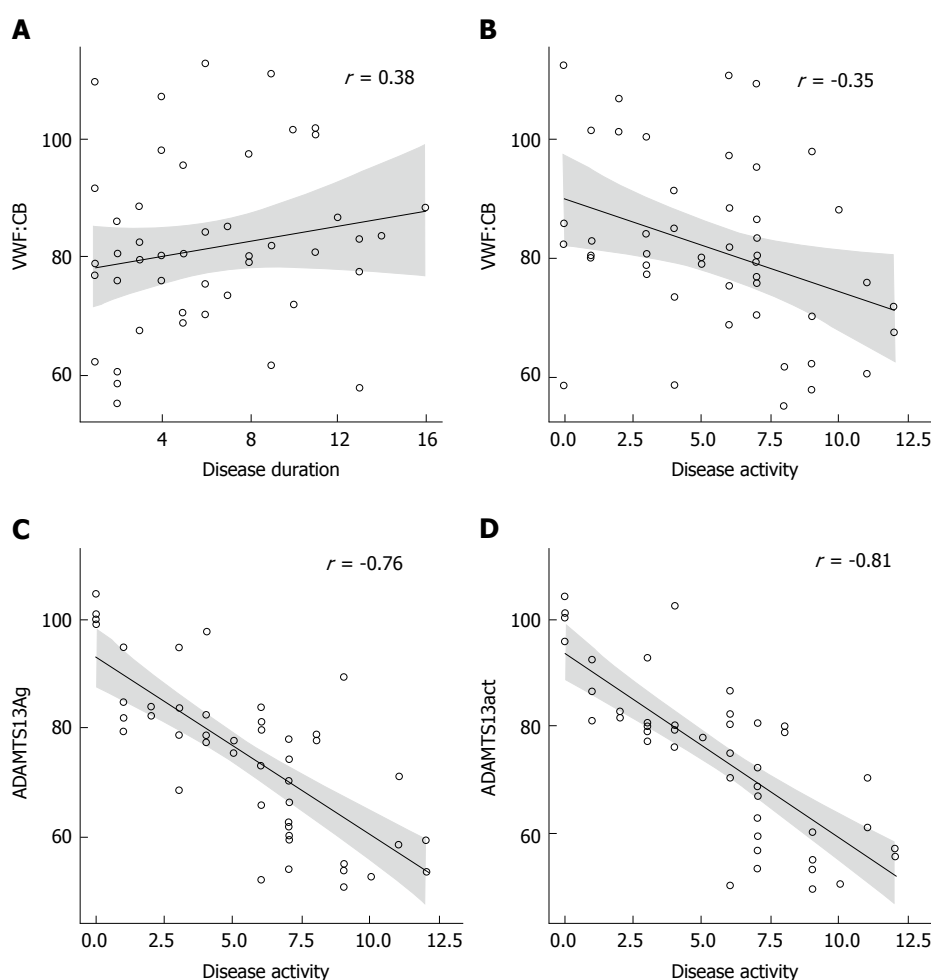 A
r = 0.38
VWF:CB
100
80
60
4
8
12
16
Disease duration
B
r = -0.35
VWF:CB
100
80
60
0.0
2.5
5.0
7.5
10.0
12.5
Disease activity
C
r = -0.76
ADAMTS13Ag
100
80
60
0.0
2.5
5.0
7.5
10.0
12.5
Disease activity
D
r = -0.81
ADAMTS13act
100
80
60
0.0
2.5
5.0
7.5
10.0
12.5
Disease activity